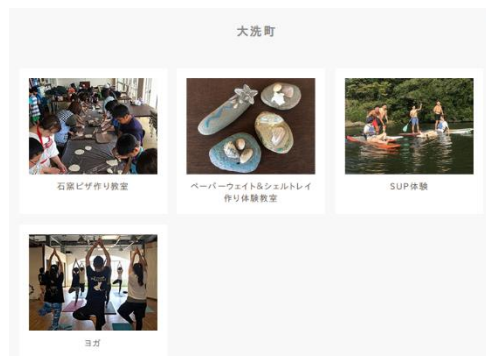 大洗町
石窯ピザ作り教室
ペーパーウェイト&シェルトレイ
作り体験教室
SUP体験
ヨガ